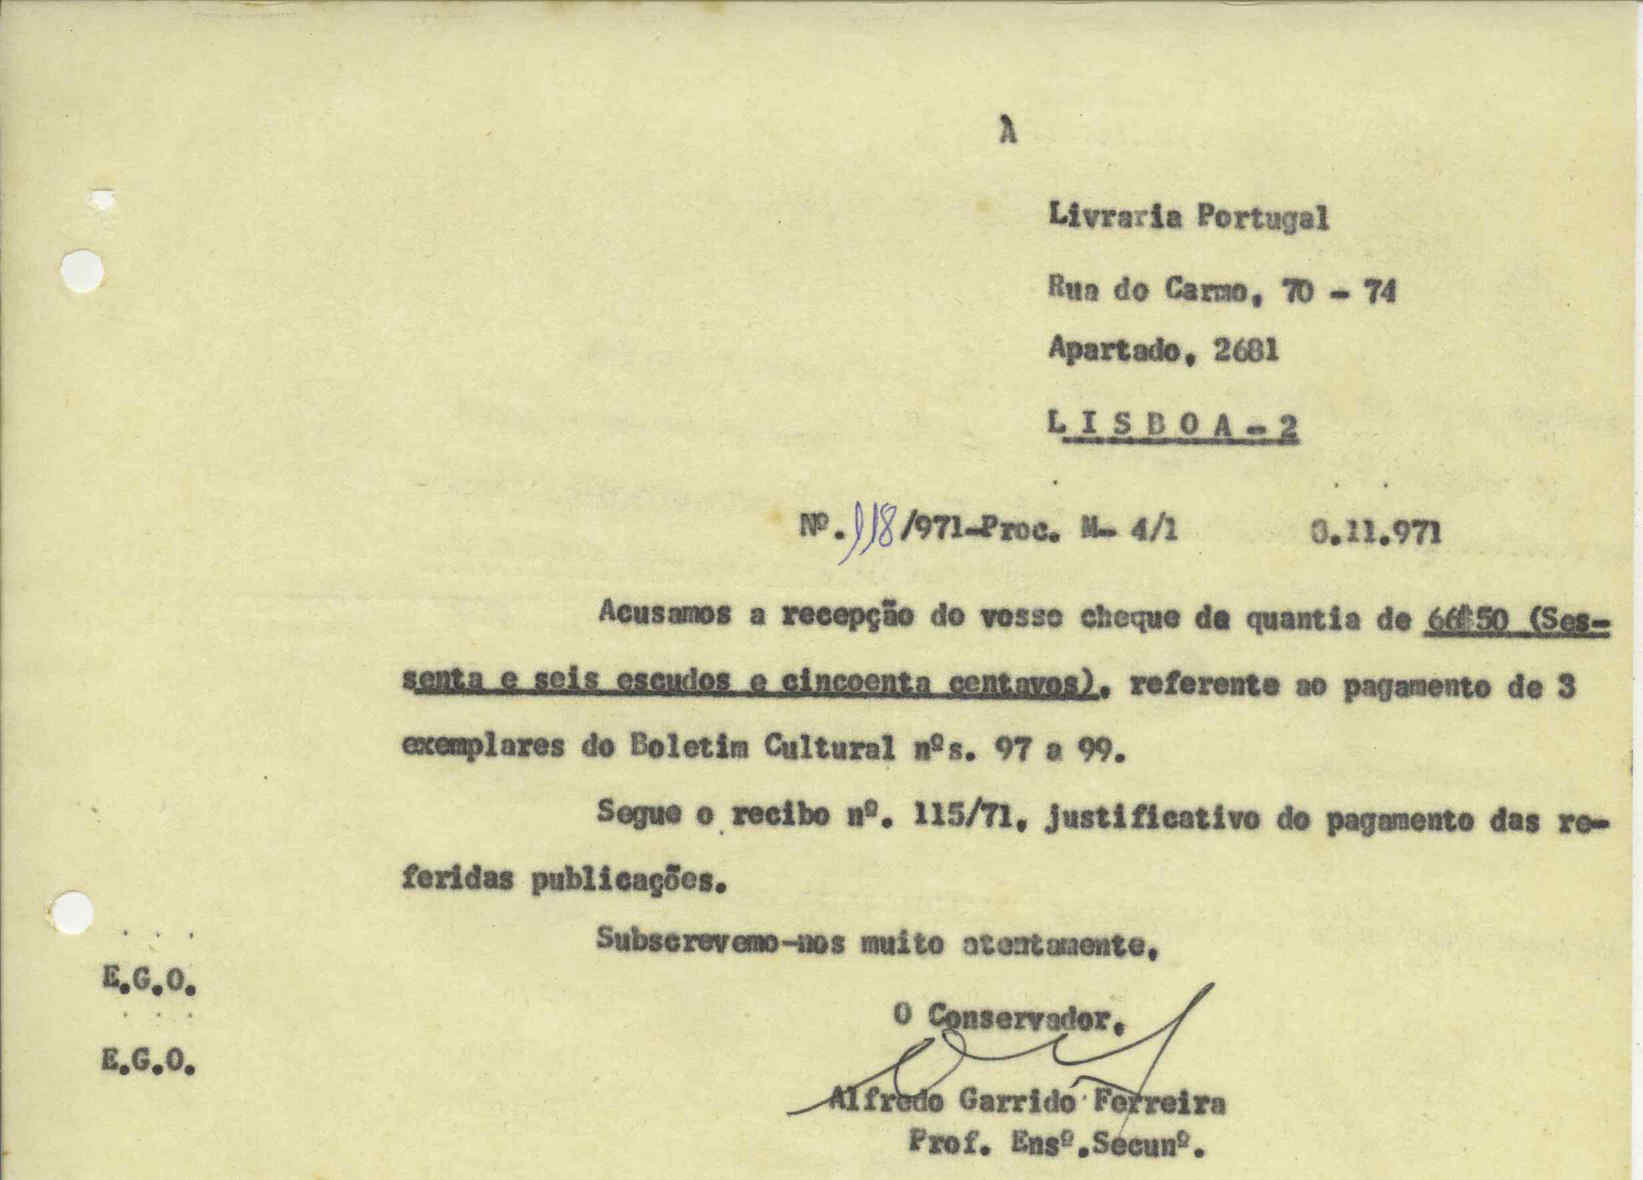 À
Livraria Portugal
Rua do Carmo, 70 - 74
Apartado, 2681
L I S B O A - 2
Nº.118/971-Proc. M- 4/1 8.11.971
Acusamos a recepção do vosso cheque da quantia de 66$50 (Ses-
senta e seis escudos e cincoenta centavos), referente ao pagamento de 3
exemplares do Boletim Cultural nºs. 97 a 99.
Segue o recibo nº. 115/71, justificativo do pagamento das re-
feridas publicações.
Subscrevemo-nos muito atentamente,
E.G.O.
O Conservador,
E.G.O.
Alfredo Garrido Ferreira
Prof. Ensº.Secunº.